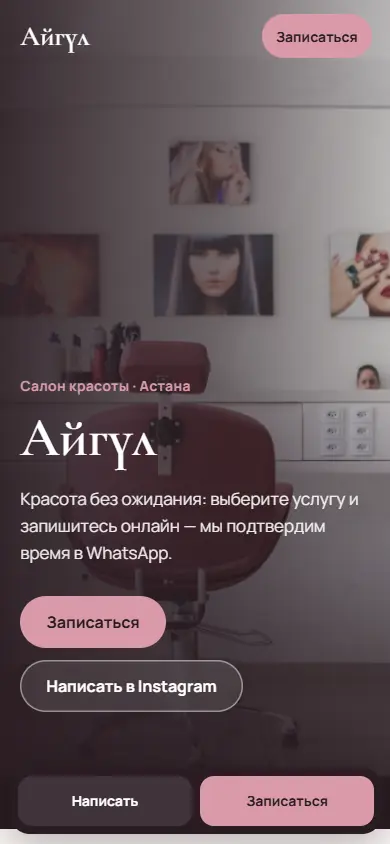 Айгүл
Записаться
Салон красоты · Астана
Айгүл
Красота без ожидания: выберите услугу и
запишитесь онлайн — мы подтвердим
время в WhatsApp.
Записаться
Написать в Instagram
Написать
Записаться